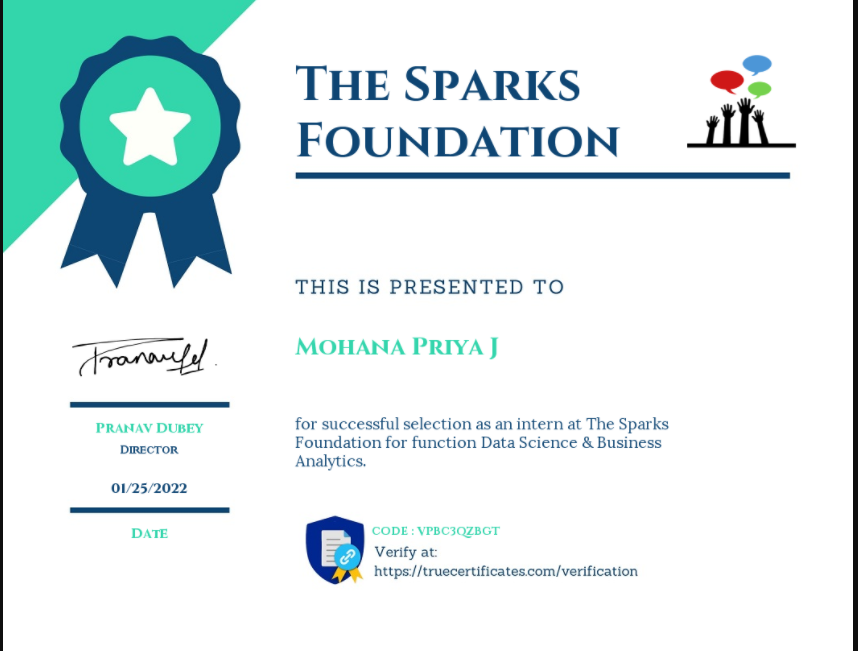 THE SPARKS
FOUNDATION
THIS IS PRESENTED TO
MOHANA PRIYA J
for successful selection as an intern at The Sparks
Foundation for function Data Science & Business
Analytics.
PRANAV DUBEY
DIRECTOR
01/25/2022
DATE
CODE : VPBC3QZBGT
Verify at:
https://truecertificates.com/verification